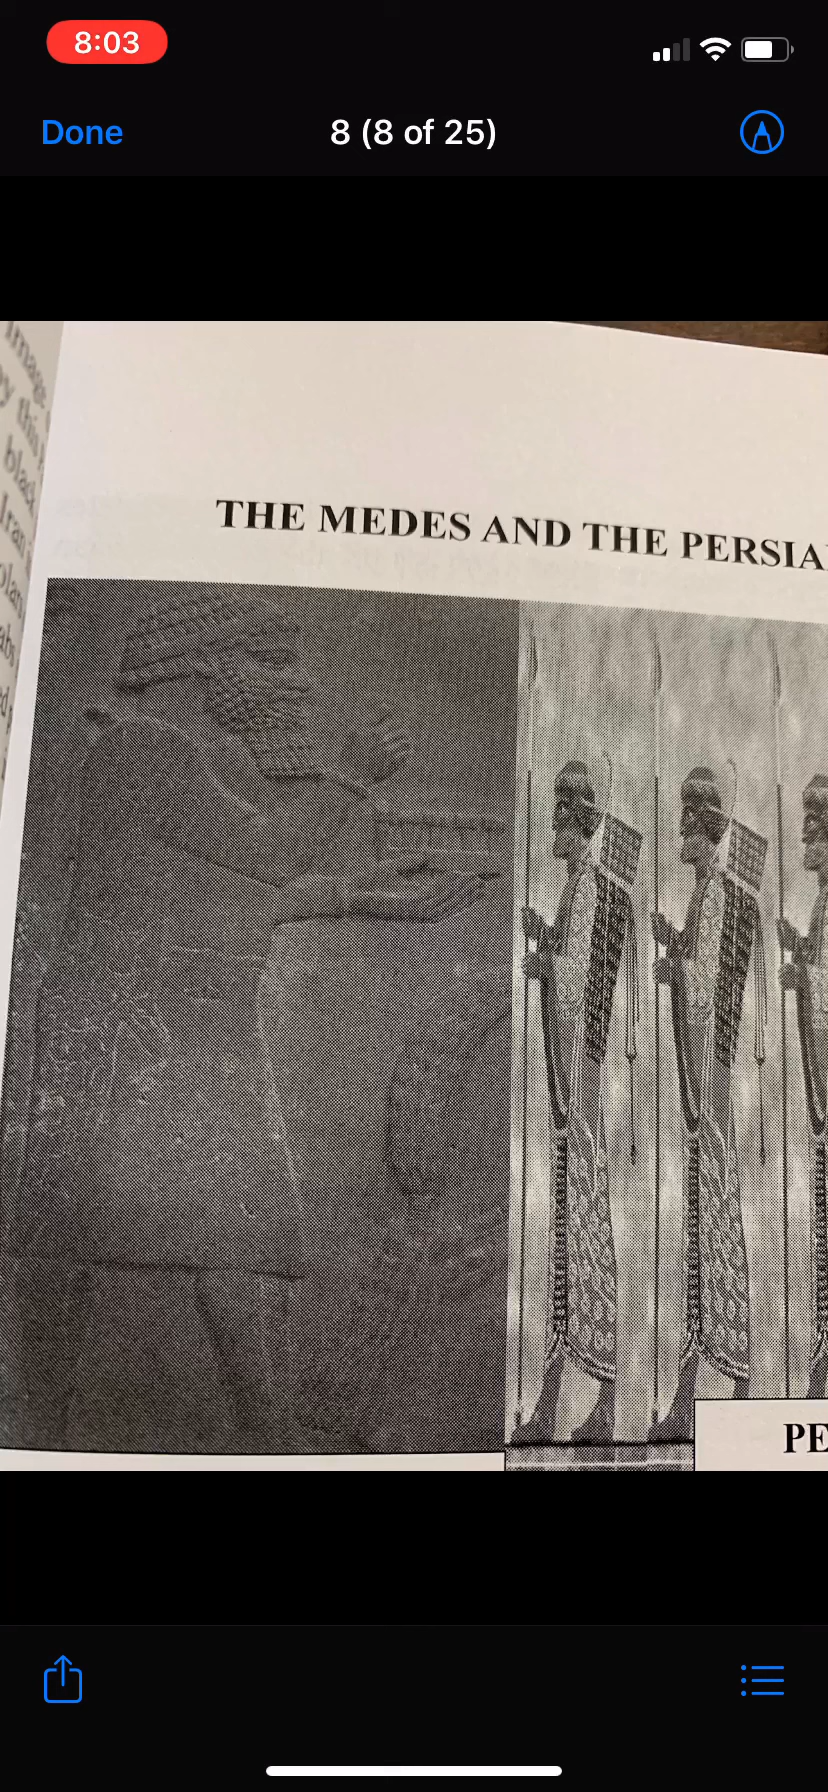 8:03
Done
8 (8 of 25)
THE MEDES AND THE PERSIA
PE